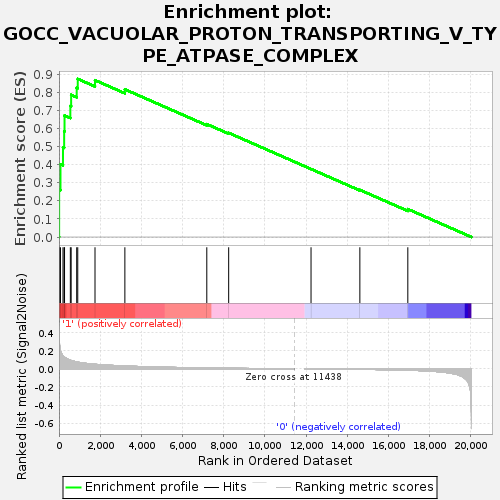 Enrichment plot:
GOCC_VACUOLAR_PROTON_TRANSPORTING_V_TY
PE_ATPASE_COMPLEX
Enrichment score (ES)
0.9
0.8
0.7
0.6
0.5
0.4
0.3
0.2
0.1
0.0
'1' (positively correlated)
Ranked list metric (Signal2Noise)
0.4
0.2
0.0
-0.2
-0.4
-0.6
Zero cross at 11438
'0' (negatively correlated)
0 2,000 4,000 6,000 8,000 10,000 12,000 14,000 16,000 18,000 20,000
Rank in Ordered Dataset
Enrichment profile Hits Ranking metric scores